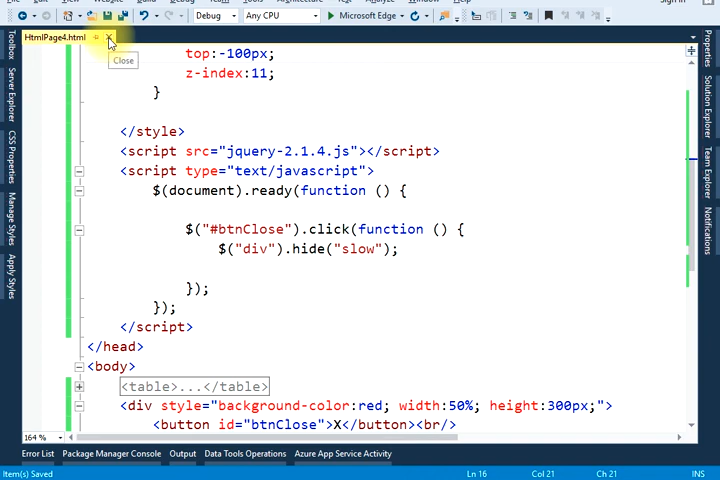 Debug
Any CPU
Microsoft Edge
HtmlPage4.html
Close
top:-100px;
z-index:11;
}
</style>
<script src="jquery-2.1.4.js"></script>
<script type="text/javascript">
$(document).ready(function () {
$("#btnClose").click(function () {
$("div").hide("slow");
});
});
</script>
</head>
<body>
<table>...</table>
<div style="background-color:red; width:50%; height:300px;">
<button id="btnClose">X</button><br/>
Toolbox
Server Explorer
CSS Properties
Manage Styles
Apply Styles
Properties
Solution Explorer
Team Explorer
Notifications
164 %
Error List
Package Manager Console
Output
Data Tools Operations
Azure App Service Activity
Item(s) Saved
Ln 16
Col 21
Ch 21
INS